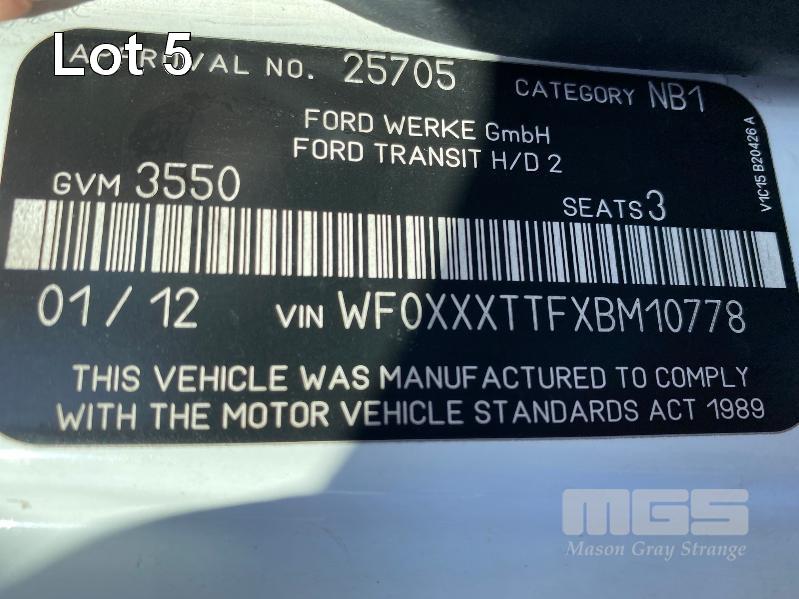 Lot 5
APPROVAL NO. 25705 CATEGORY NB1
FORD WERKE GmbH
FORD TRANSIT H/D 2
GVM 3550 SEATS 3
V1C15 B20426 A
01/12 VIN WF0XXXTTFXBM10778
THIS VEHICLE WAS MANUFACTURED TO COMPLY
WITH THE MOTOR VEHICLE STANDARDS ACT 1989
MGS
Mason Gray Strange